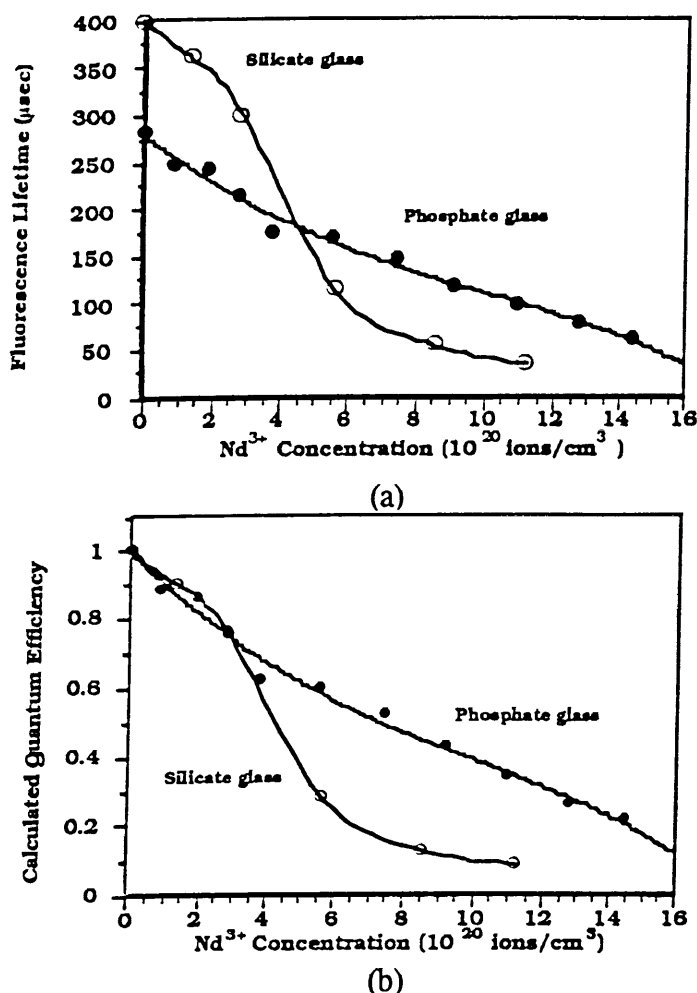 400
350
300
250
200
150
100
50
0
Fluorescence Lifetime (µsec)
Silicate glass
Phosphate glass
0 2 4 6 8 10 12 14 16
Nd³⁺ Concentration (10²⁰ ions/cm³ )
(a)
1
0.8
0.6
0.4
0.2
0
Calculated Quantum Efficiency
Phosphate glass
Silicate glass
0 2 4 6 8 10 12 14 16
Nd³⁺ Concentration (10²⁰ ions/cm³)
(b)